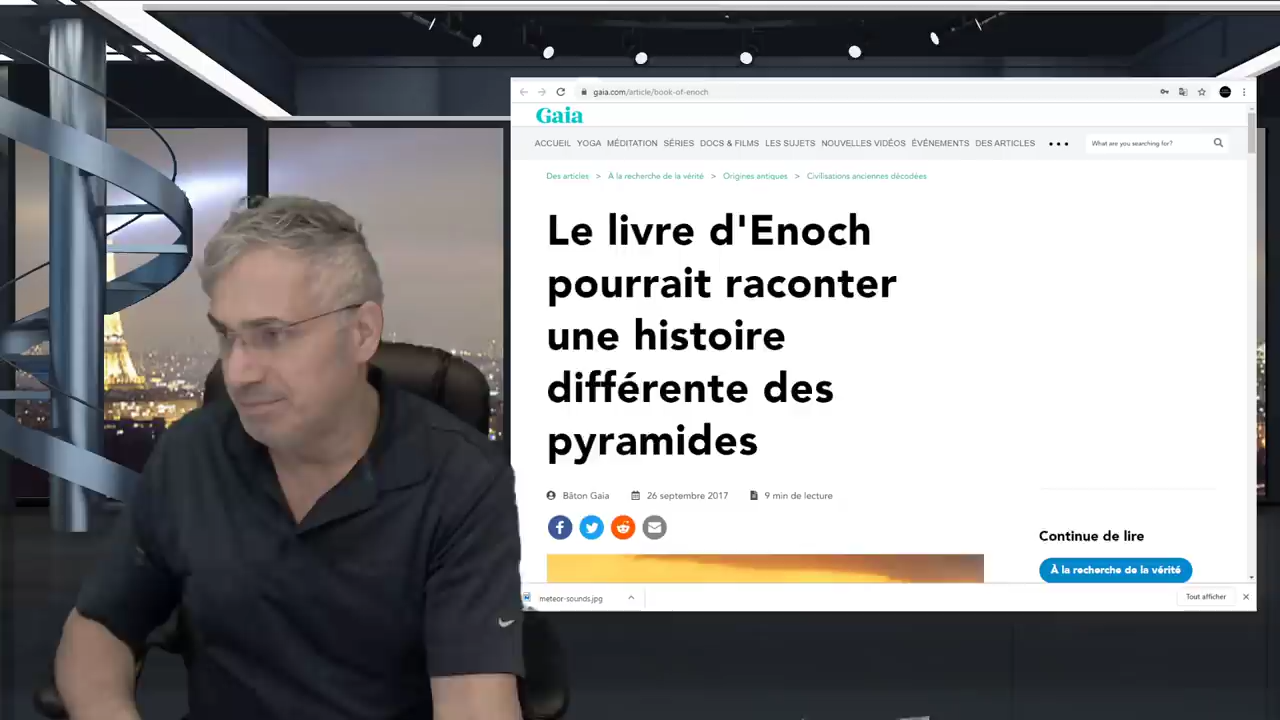 gaia.com/article/book-of-enoch
Gaia
ACCUEIL YOGA MÉDITATION SÉRIES DOCS & FILMS LES SUJETS NOUVELLES VIDÉOS ÉVÉNEMENTS DES ARTICLES
What are you searching for?
Des articles > À la recherche de la vérité > Origines antiques > Civilisations anciennes décodées
Le livre d'Enoch
pourrait raconter
une histoire
différente des
pyramides
Bâton Gaia 26 septembre 2017 9 min de lecture
Continue de lire
À la recherche de la vérité
meteor-sounds.jpg
Tout afficher